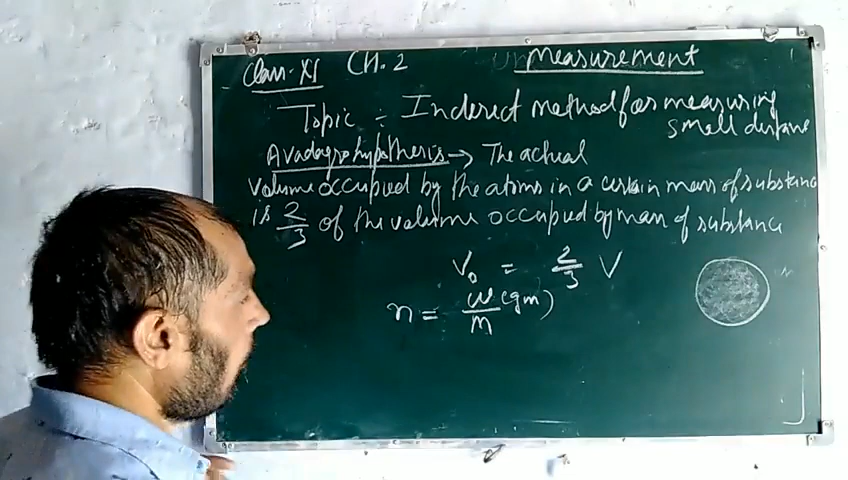 Class-XI CH. 2 Measurement
Topic :- Inderect method for measuring
small distane
Avadagro hypothesis → The actual
volume occupied by the atoms in a certain mass of substance
is 2/3 of the volume occupied by mass of substance
V₀ = 2/3 V
n = w(gm)/m